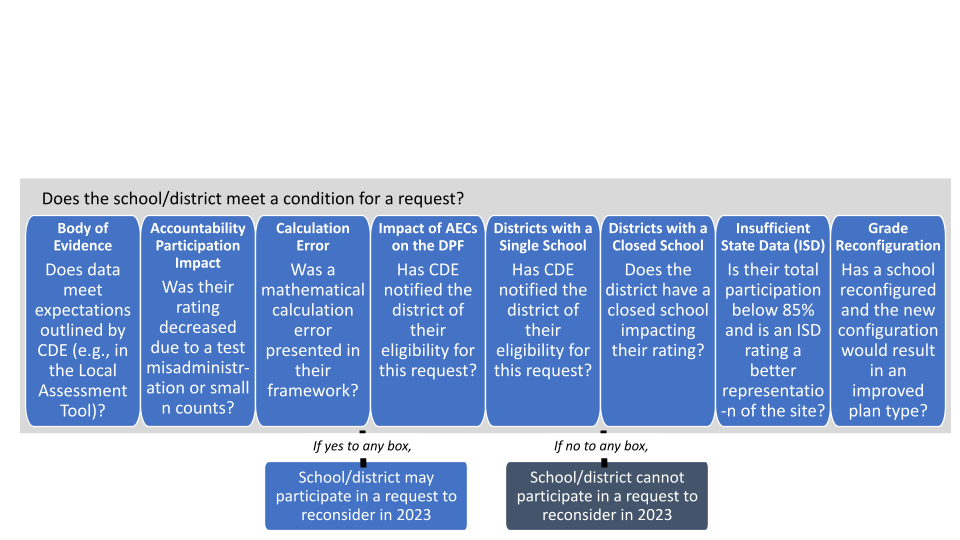 Does the school/district meet a condition for a request?
Body of
Evidence
Does data
meet
expectations
outlined by
CDE (e.g., in
the Local
Assessment
Tool)?
Accountability
Participation
Impact
Was their
rating
decreased
due to a test
misadministr-
ation or small
n counts?
Calculation
Error
Was a
mathematical
calculation
error
presented in
their
framework?
Impact of AECs
on the DPF
Has CDE
notified the
district of
their
eligibility for
this request?
Districts with a
Single School
Has CDE
notified the
district of
their
eligibility for
this request?
Districts with a
Closed School
Does the
district have a
closed school
impacting
their rating?
Insufficient
State Data (ISD)
Is their total
participation
below 85%
and is an ISD
rating a
better
representatio
-n of the site?
Grade
Reconfiguration
Has a school
reconfigured
and the new
configuration
would result
in an
improved
plan type?
If yes to any box,
If no to any box,
School/district may
participate in a request to
reconsider in 2023
School/district cannot
participate in a request to
reconsider in 2023